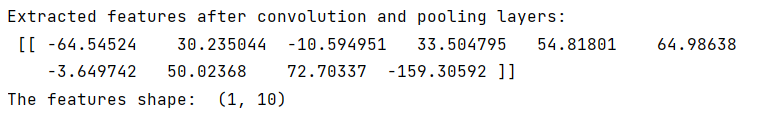 Extracted features after convolution and pooling layers:
[[ -64.54524 30.235044 -10.594951 33.504795 54.81801 64.98638
-3.649742 50.02368 72.70337 -159.30592 ]]
The features shape: (1, 10)